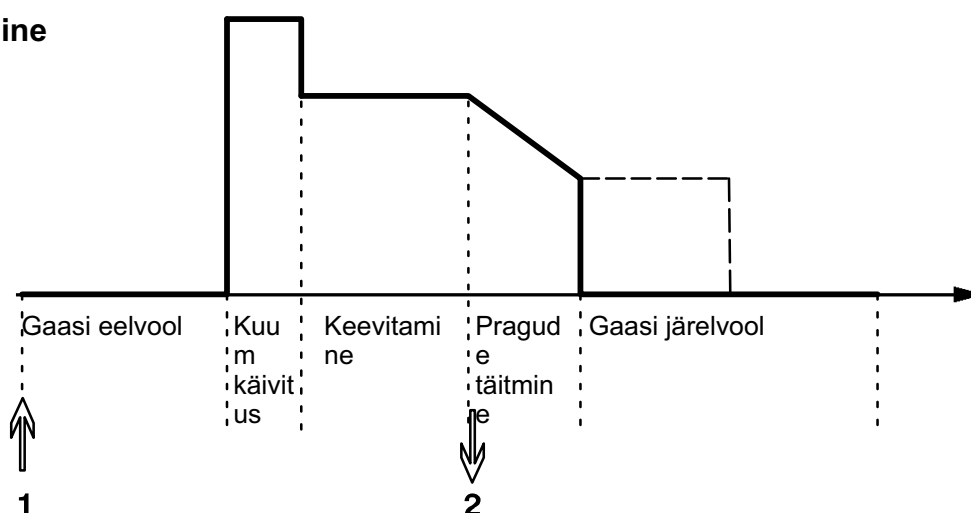 ine
Gaasi eelvool
Kuu
m
käivit
us
Keevitami
ne
Pragud
e
täitmin
e
Gaasi järelvool
1
2